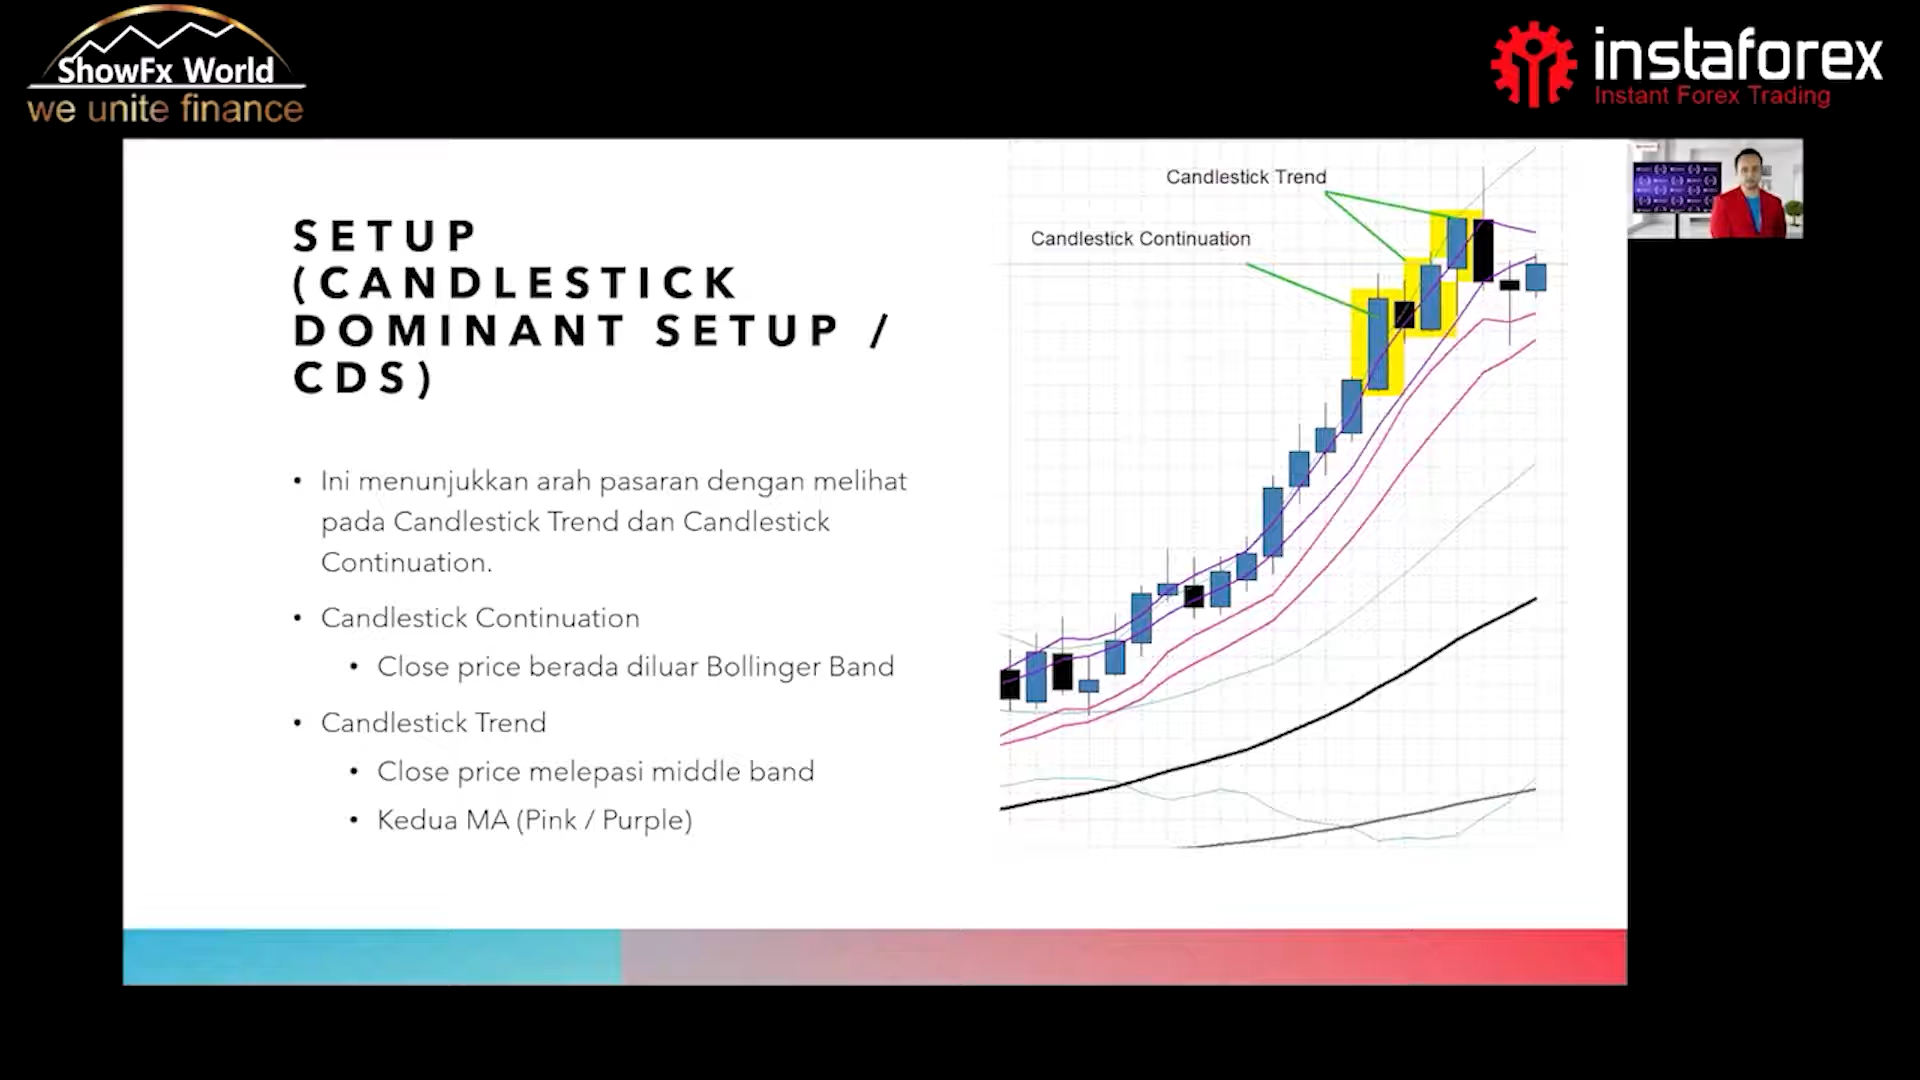 ShowFx World
we unite finance
instaforex
Instant Forex Trading
SETUP
(CANDLESTICK
DOMINANT SETUP /
CDS)
• Ini menunjukkan arah pasaran dengan melihat
pada Candlestick Trend dan Candlestick
Continuation.
• Candlestick Continuation
• Close price berada diluar Bollinger Band
• Candlestick Trend
• Close price melepasi middle band
• Kedua MA (Pink / Purple)
Candlestick Trend
Candlestick Continuation